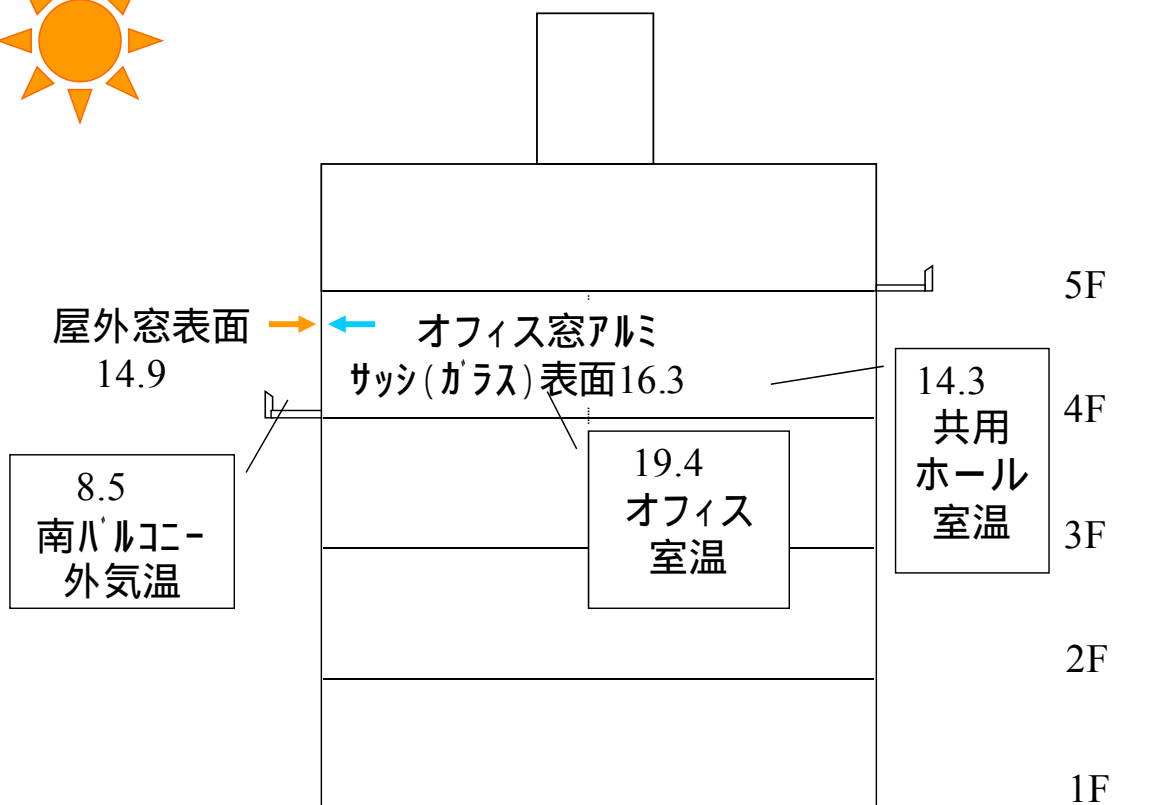 5F
屋外窓表面
14.9
オフィス窓ｱﾙﾐ
ｻｯｼ(ｶﾞﾗｽ)表面16.3
14.3
共用
ホール
室温
4F
8.5
南ﾊﾞﾙｺﾆｰ
外気温
19.4
オフィス
室温
3F
2F
1F